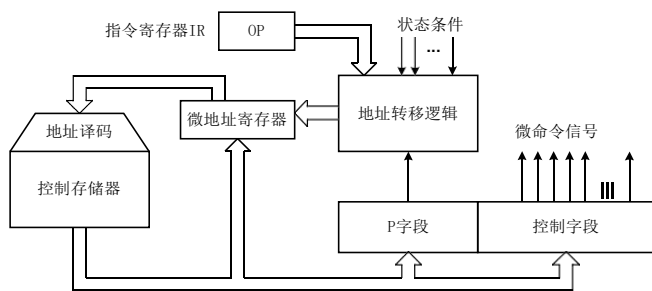 指令寄存器IR
OP
状态条件
...
地址译码
微地址寄存器
地址转移逻辑
微命令信号
控制存储器
P字段
控制字段